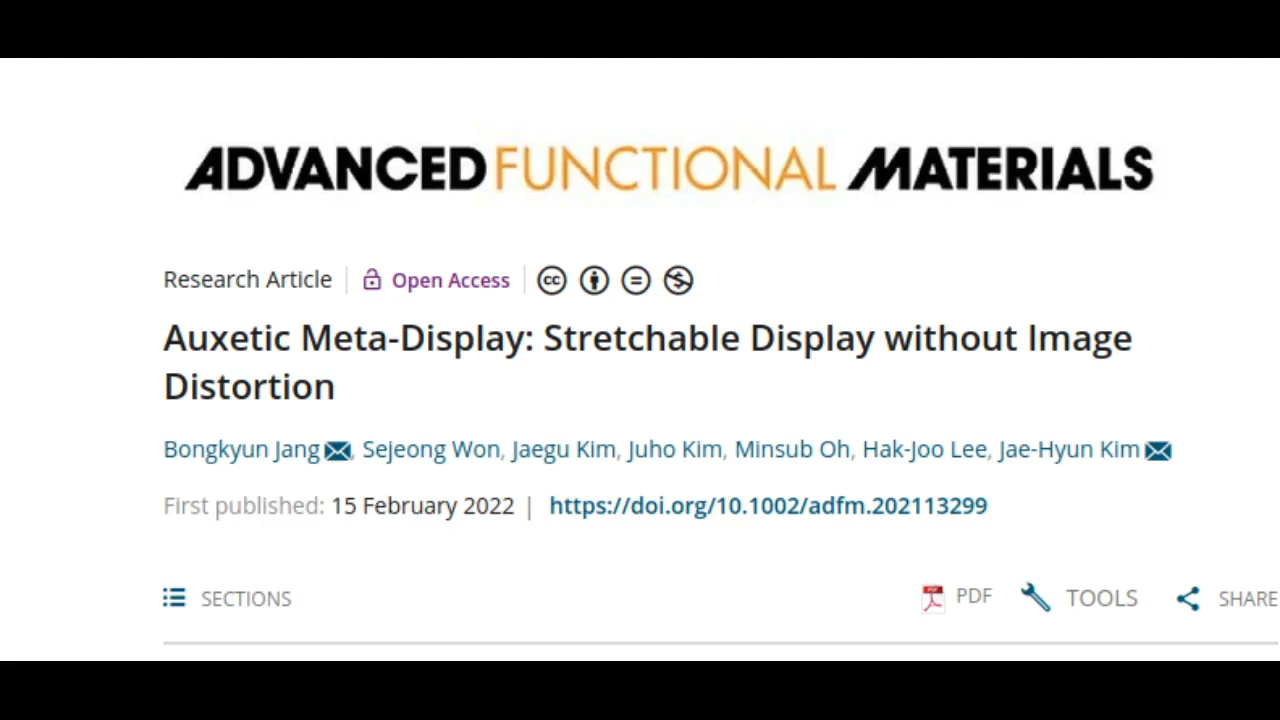 ADVANCED FUNCTIONAL MATERIALS
Research Article | Open Access | cc
Auxetic Meta-Display: Stretchable Display without Image
Distortion
Bongkyun Jang, Sejeong Won, Jaegu Kim, Juho Kim, Minsub Oh, Hak-Joo Lee, Jae-Hyun Kim
First published: 15 February 2022 | https://doi.org/10.1002/adfm.202113299
SECTIONS PDF TOOLS SHARE